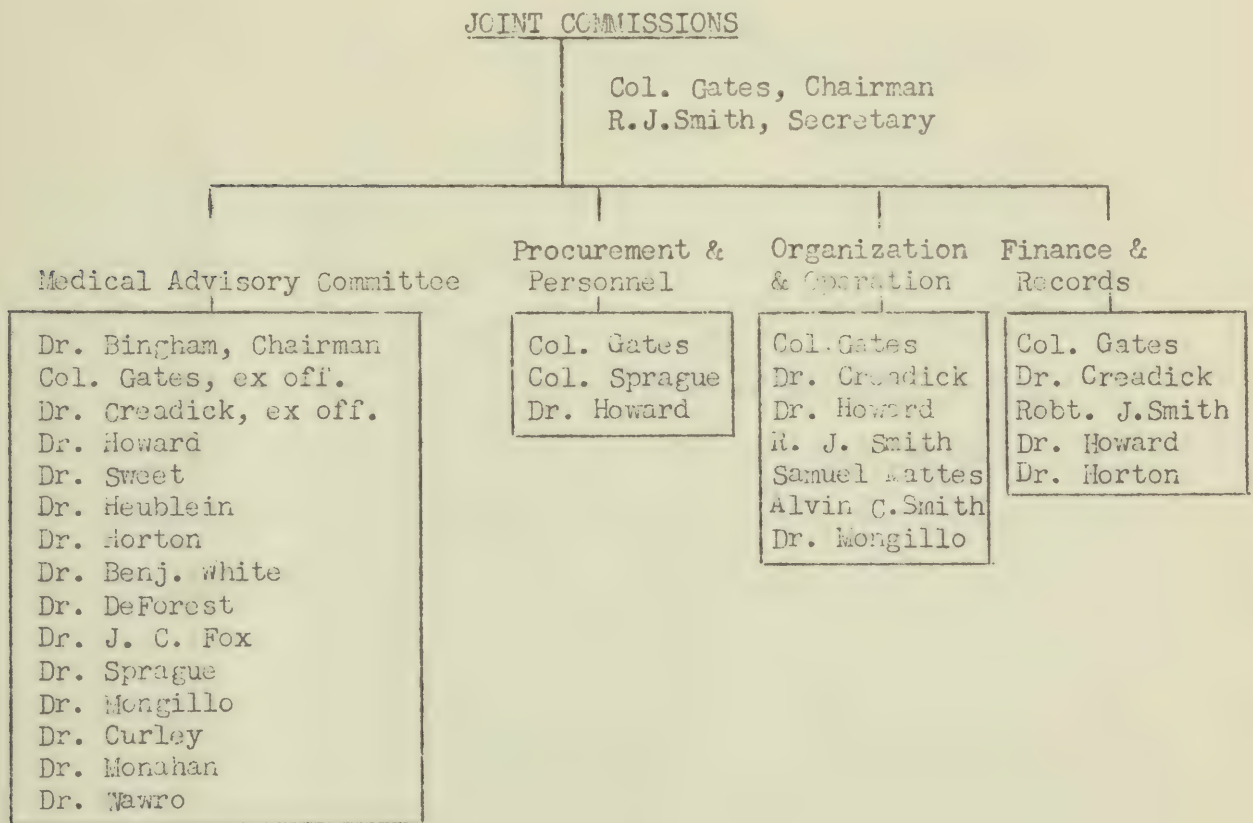 JOINT COMMISSIONS
Col. Gates, Chairman
R.J.Smith, Secretary
Medical Advisory Committee
Dr. Bingham, Chairman
Col. Gates, ex off.
Dr. Creadick, ex off.
Dr. Howard
Dr. Sweet
Dr. Heublein
Dr. Horton
Dr. Benj. White
Dr. DeForest
Dr. J. C. Fox
Dr. Sprague
Dr. Mongillo
Dr. Curley
Dr. Monahan
Dr. Wawro
Procurement &
Personnel
Col. Gates
Col. Sprague
Dr. Howard
Organization
& Operation
Col. Gates
Dr. Creadick
Dr. Howard
R. J. Smith
Samuel
Alvin C.Smith
Dr. Mongillo
Finance &
Records
Col. Gates
Dr. Creadick
Robt. J.Smith
Dr. Howard
Dr. Horton